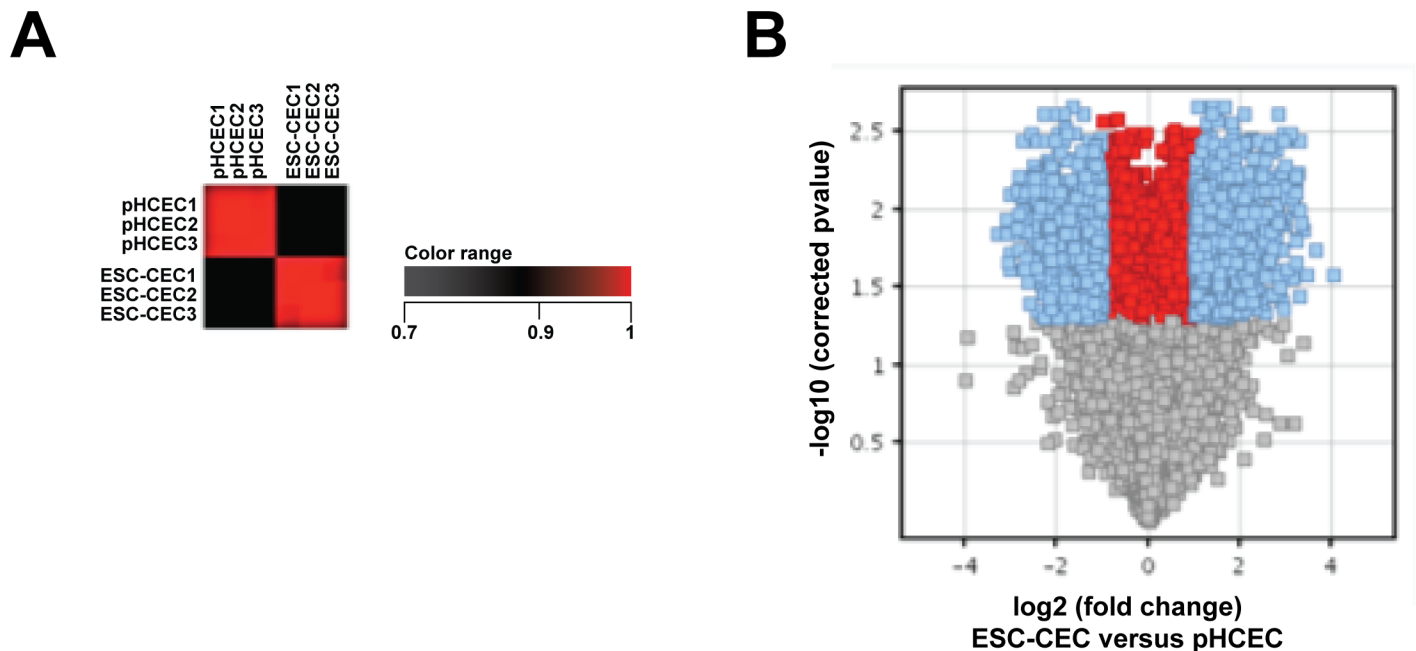 A
B
pHCEC1
pHCEC2
pHCEC3
ESC-CEC1
ESC-CEC2
ESC-CEC3
pHCEC1
pHCEC2
pHCEC3
ESC-CEC1
ESC-CEC2
ESC-CEC3
Color range
0.7
0.9
1
-log10 (corrected pvalue)
2.5
2
1.5
1
0.5
-4
-2
0
2
4
log2 (fold change)
ESC-CEC versus pHCEC